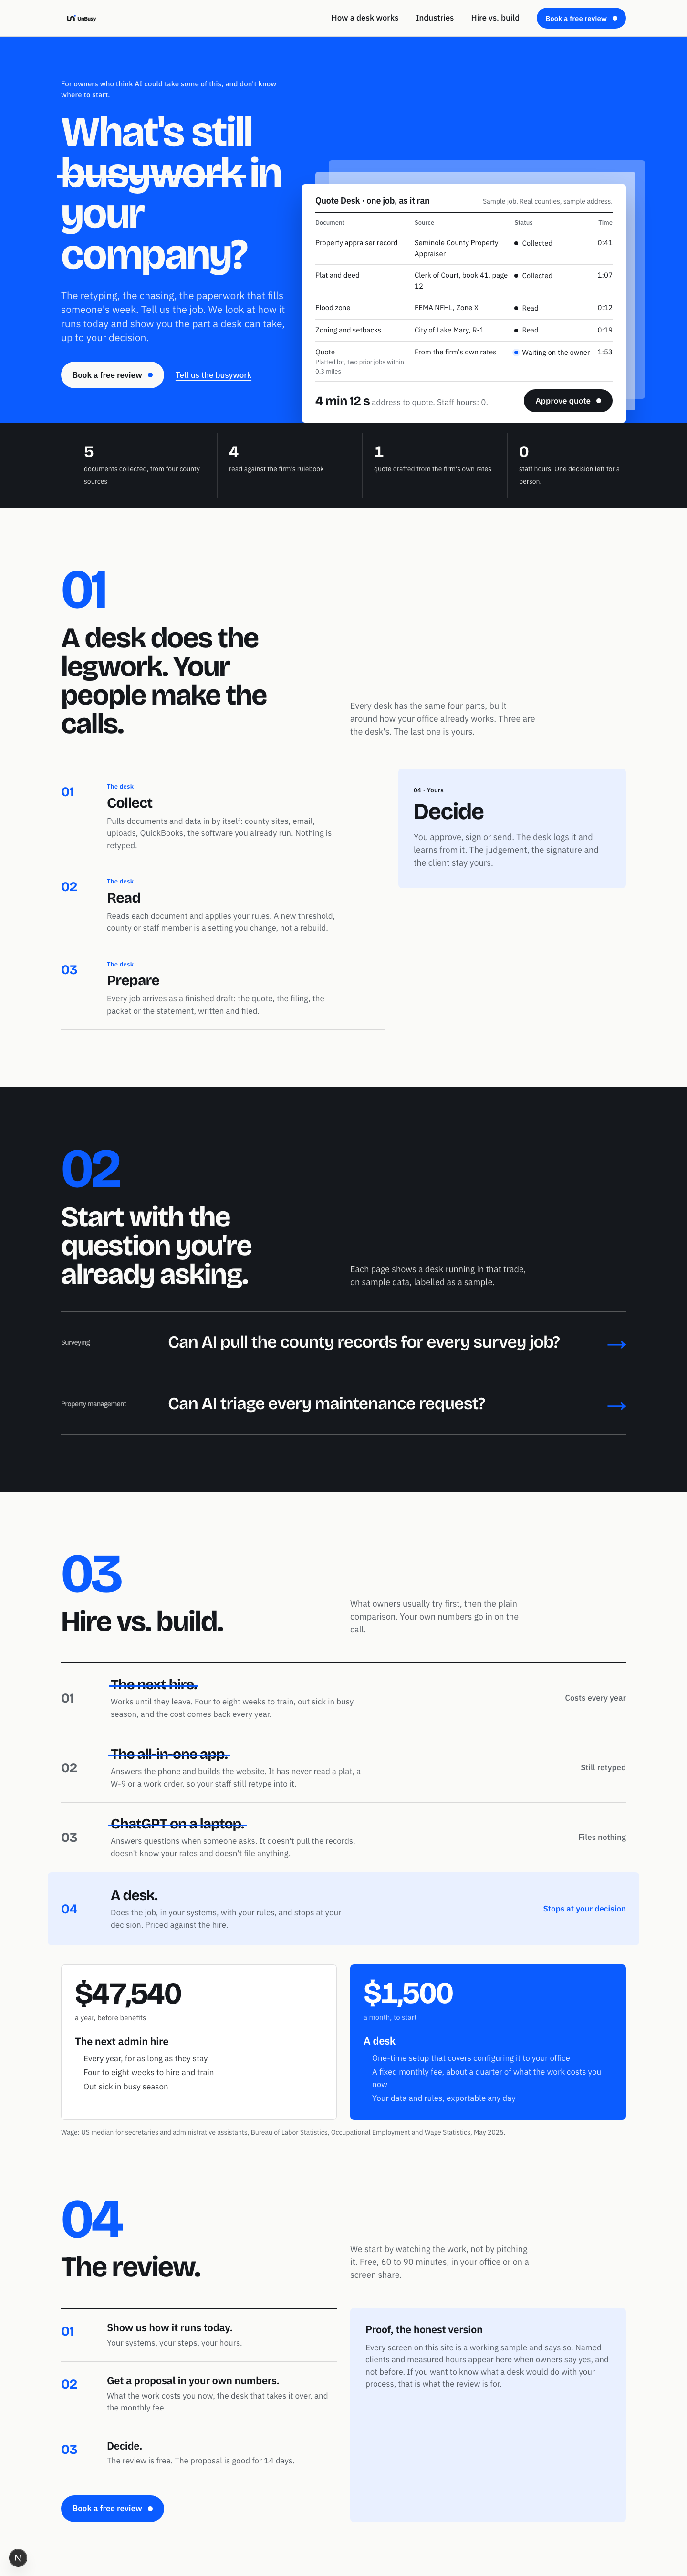 UnBusy
How a desk works
Industries
Hire vs. build
Book a free review
For owners who think AI could take some of this, and don't know
where to start.
What's still
busywork in
your
company?
The retyping, the chasing, the paperwork that fills
someone's week. Tell us the job. We look at how it
runs today and show you the part a desk can take,
up to your decision.
Book a free review
Tell us the busywork
Quote Desk · one job, as it ran
Sample job. Real counties, sample address.
Document Source Status Time
Property appraiser record Seminole County Property Collected 0:41
Appraiser
Plat and deed Clerk of Court, book 41, page Collected 1:07
12
Flood zone FEMA NFHL, Zone X Read 0:12
Zoning and setbacks City of Lake Mary, R-1 Read 0:19
Quote From the firm's own rates Waiting on the owner 1:53
Platted lot, two prior jobs within
0.3 miles
4 min 12 s address to quote. Staff hours: 0.
Approve quote
5
documents collected, from four county
sources
4
read against the firm's rulebook
1
quote drafted from the firm's own rates
0
staff hours. One decision left for a
person.
01
A desk does the
legwork. Your
people make the
calls.
Every desk has the same four parts, built
around how your office already works. Three are
the desk's. The last one is yours.
01
The desk
Collect
Pulls documents and data in by itself: county sites, email,
uploads, QuickBooks, the software you already run. Nothing is
retyped.
02
The desk
Read
Reads each document and applies your rules. A new threshold,
county or staff member is a setting you change, not a rebuild.
03
The desk
Prepare
Every job arrives as a finished draft: the quote, the filing, the
packet or the statement, written and filed.
04 · Yours
Decide
You approve, sign or send. The desk logs it and
learns from it. The judgement, the signature and
the client stay yours.
02
Start with the
question you're
already asking.
Each page shows a desk running in that trade,
on sample data, labelled as a sample.
Surveying
Can AI pull the county records for every survey job?
→
Property management
Can AI triage every maintenance request?
→
03
Hire vs. build.
What owners usually try first, then the plain
comparison. Your own numbers go in on the
call.
01
The next hire.
Works until they leave. Four to eight weeks to train, out sick in busy
season, and the cost comes back every year.
Costs every year
02
The all-in-one app.
Answers the phone and builds the website. It has never read a plat, a
W-9 or a work order, so your staff still retype into it.
Still retyped
03
ChatGPT on a laptop.
Answers questions when someone asks. It doesn't pull the records,
doesn't know your rates and doesn't file anything.
Files nothing
04
A desk.
Does the job, in your systems, with your rules, and stops at your
decision. Priced against the hire.
Stops at your decision
$47,540
a year, before benefits
The next admin hire
Every year, for as long as they stay
Four to eight weeks to hire and train
Out sick in busy season
$1,500
a month, to start
A desk
One-time setup that covers configuring it to your office
A fixed monthly fee, about a quarter of what the work costs you
now
Your data and rules, exportable any day
Wage: US median for secretaries and administrative assistants, Bureau of Labor Statistics, Occupational Employment and Wage Statistics, May 2025.
04
The review.
We start by watching the work, not by pitching
it. Free, 60 to 90 minutes, in your office or on a
screen share.
01
Show us how it runs today.
Your systems, your steps, your hours.
02
Get a proposal in your own numbers.
What the work costs you now, the desk that takes it over, and
the monthly fee.
03
Decide.
The review is free. The proposal is good for 14 days.
Book a free review
Proof, the honest version
Every screen on this site is a working sample and says so. Named
clients and measured hours appear here when owners say yes, and
not before. If you want to know what a desk would do with your
process, that is what the review is for.
N